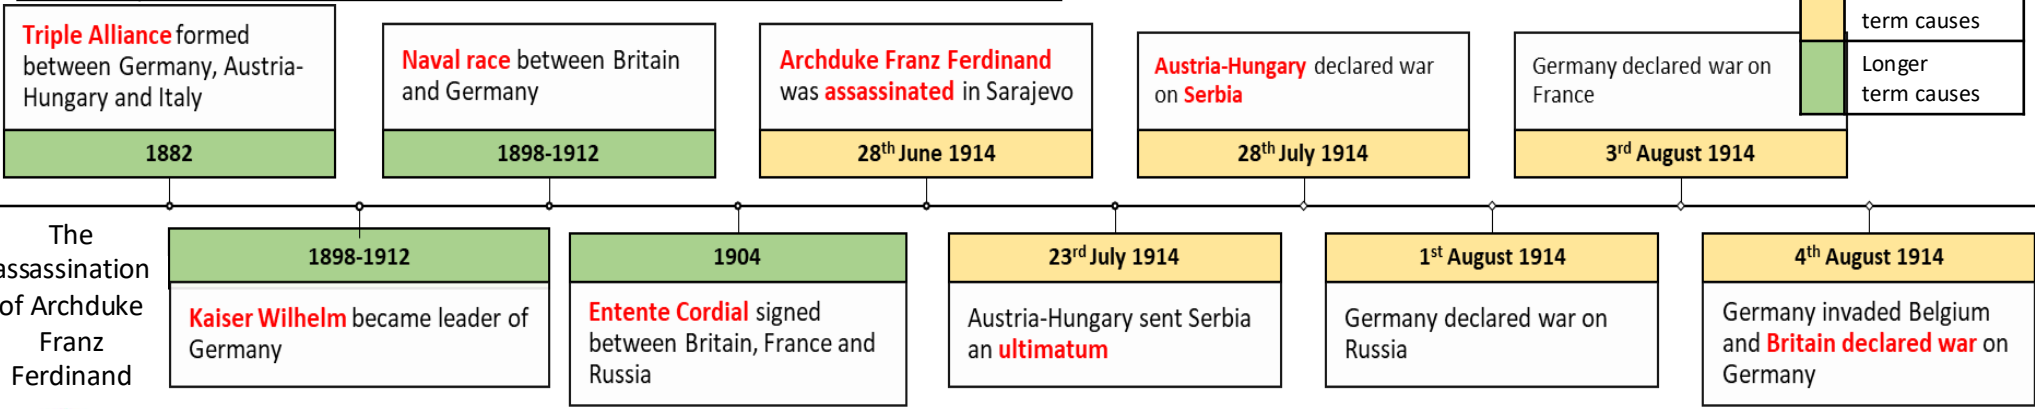 term causes
Longer
term causes
Triple Alliance formed
between Germany, Austria-
Hungary and Italy
1882
Naval race between Britain
and Germany
1898-1912
Archduke Franz Ferdinand
was assassinated in Sarajevo
28th June 1914
Austria-Hungary declared war
on Serbia
28th July 1914
Germany declared war on
France
3rd August 1914
The
assassination
of Archduke
Franz
Ferdinand
1898-1912
Kaiser Wilhelm became leader of
Germany
1904
Entente Cordial signed
between Britain, France and
Russia
23rd July 1914
Austria-Hungary sent Serbia
an ultimatum
1st August 1914
Germany declared war on
Russia
4th August 1914
Germany invaded Belgium
and Britain declared war on
Germany